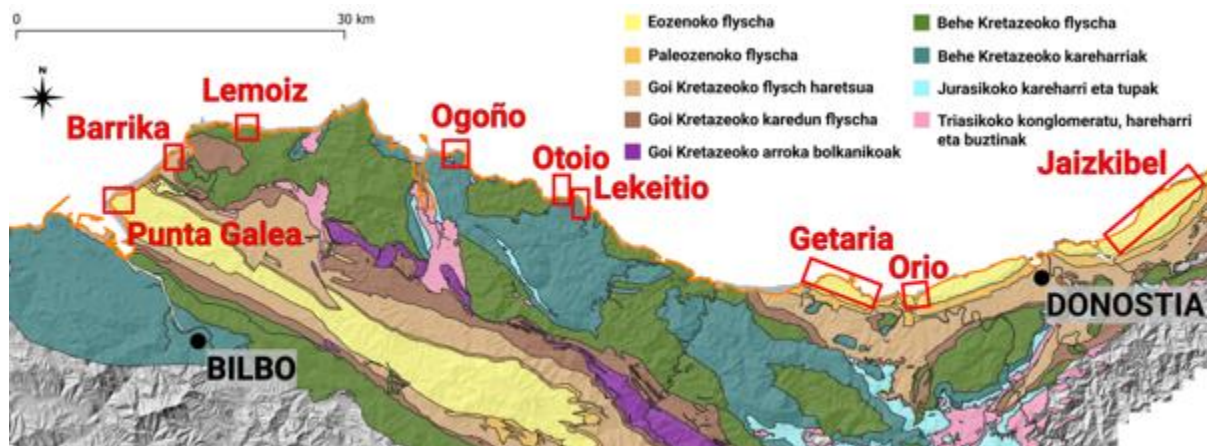 0 30 km
N
Eozenoko flyscha
Paleozenoko flyscha
Goi Kretazeoko flysch haretsua
Goi Kretazeoko karedun flyscha
Goi Kretazeoko arroka bolkanikoak
Behe Kretazeoko flyscha
Behe Kretazeoko kareharriak
Jurasikoko kareharri eta tupak
Triasikoko konglomeratu, hareharri
eta buztinak
Lemoiz
Barrika
Ogoño
Otoio
Lekeitio
Jaizkibel
Punta Galea
Getaria
Orio
DONOSTIA
BILBO